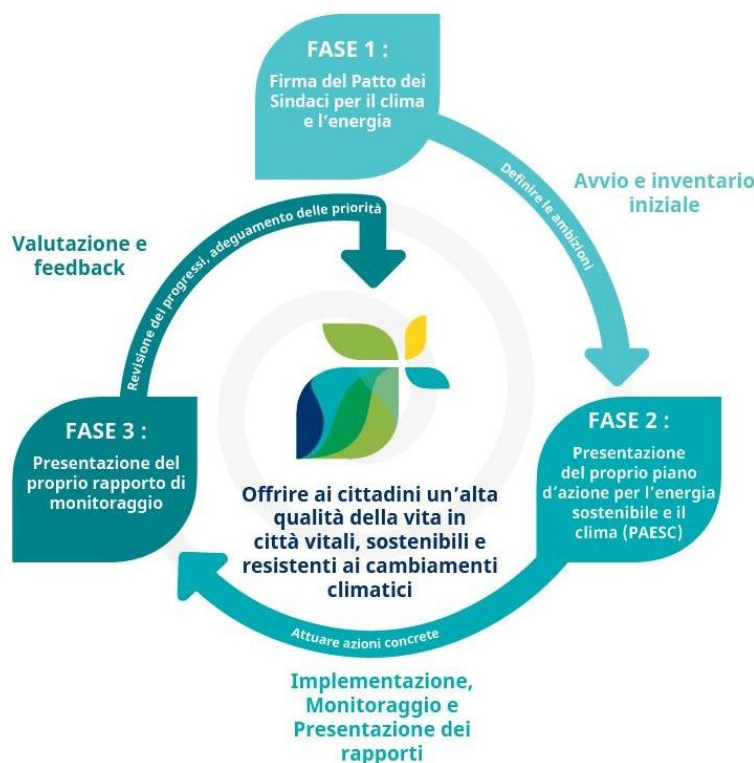 FASE 1 :
Firma del Patto dei
Sindaci per il clima
e l'energia
Definire le ambizioni
Avvio e inventario
iniziale
FASE 2 :
Presentazione
del proprio piano
d'azione per l'energia
sostenibile e il
clima (PAESC)
Attuare azioni concrete
Implementazione,
Monitoraggio e
Presentazione dei
rapporti
FASE 3 :
Presentazione del
proprio rapporto di
monitoraggio
Revisione dei progressi, adeguamento delle priorità
Valutazione e
feedback
Offrire ai cittadini un'alta
qualità della vita in
città vitali, sostenibili e
resistenti ai cambiamenti
climatici